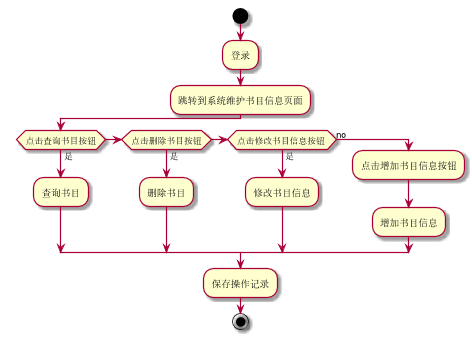 登录
跳转到系统维护书目信息页面
点击查询书目按钮
点击删除书目按钮
点击修改书目信息按钮
no
是
是
是
点击增加书目信息按钮
查询书目
删除书目
修改书目信息
增加书目信息
保存操作记录